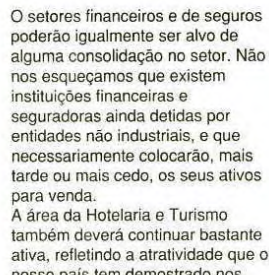 O setores financeiros e de seguros
poderão igualmente ser alvo de
alguma consolidação no setor. Não
nos esqueçamos que existem
instituições financeiras e
seguradoras ainda detidas por
entidades não industriais, e que
necessariamente colocarão, mais
tarde ou mais cedo, os seus ativos
para venda.
A área da Hotelaria e Turismo
também deverá continuar bastante
ativa, refletindo a atratividade que o
nosso país tem demostrado nos